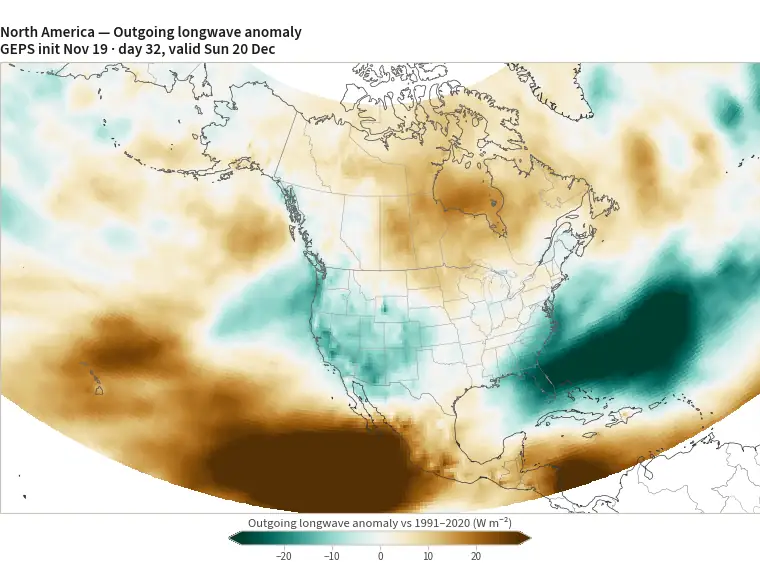 North America — Outgoing longwave anomaly
GEPS init Nov 19 · day 32, valid Sun 20 Dec
Outgoing longwave anomaly vs 1991–2020 (W m⁻²)
−20 −10 0 10 20